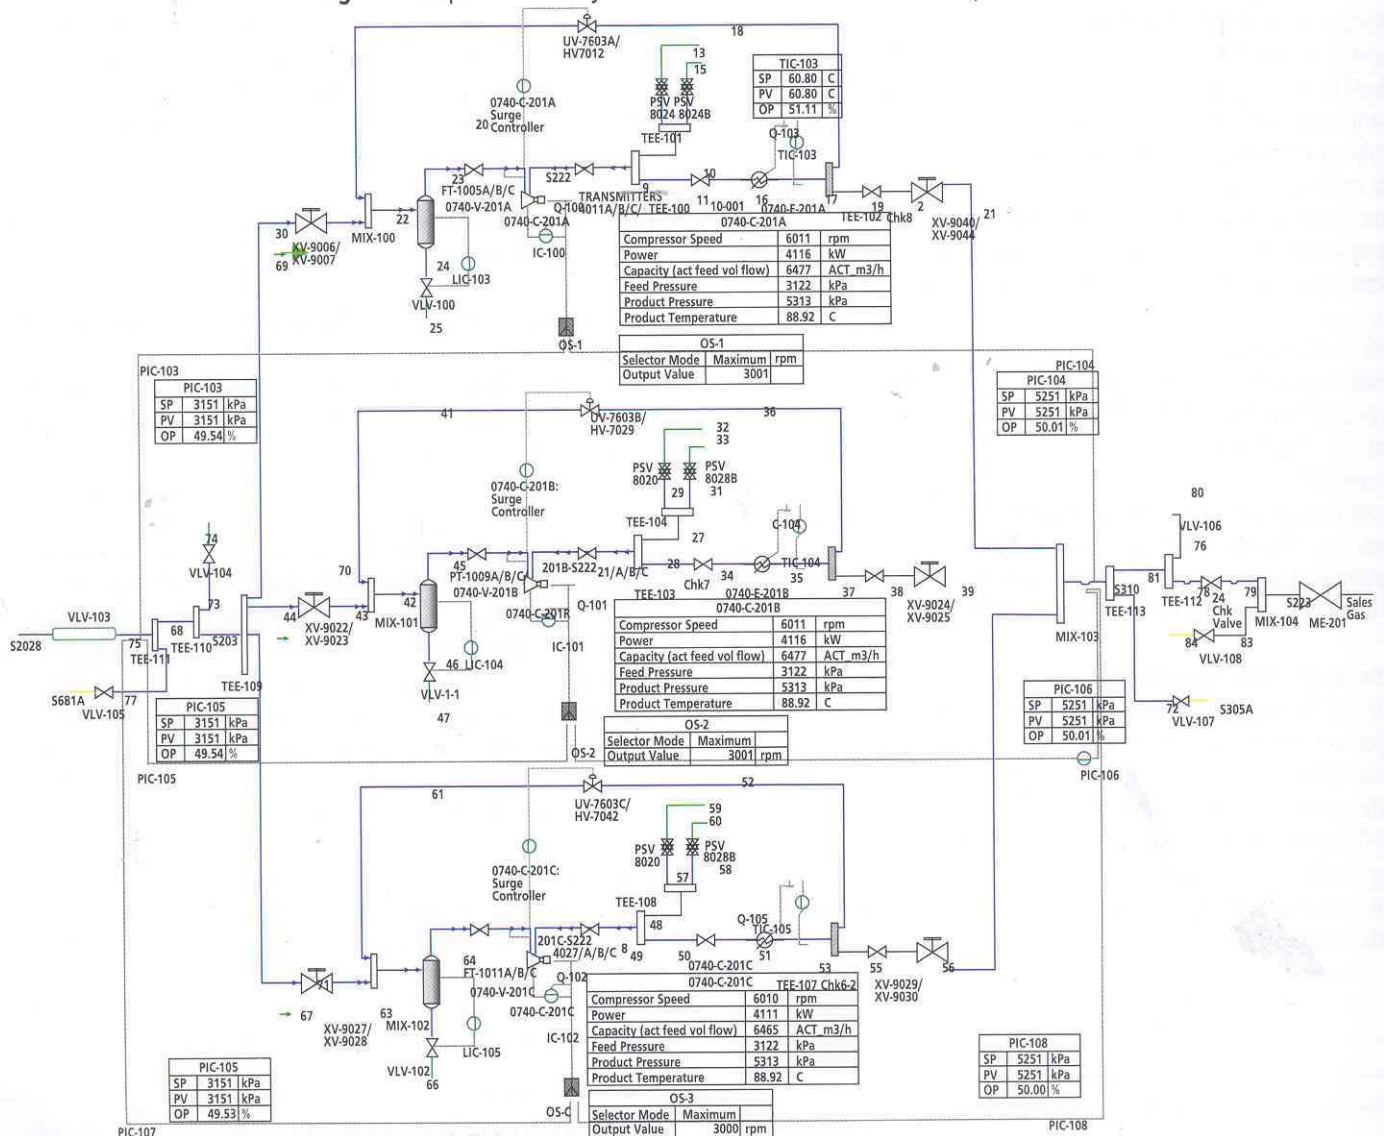 18
UV-7603A/
HV7012
13
15
TIC-103
SP 60.80 C
PV 60.80 C
OP 51.11 %
0740-C-201A
Surge
Controller
20
PSV PSV
8024 8024B
TEE-101
Q-103
TIC-103
23
S222
FT-1005A/B/C
0740-V-201A
9
10
11
10-001
16
17
19
2
21
Q-100
TRANSMITTERS
4011A/B/C/
TEE-100
0740-E-201A
TEE-102 Chk8
XV-9040/
XV-9044
30
XV-9006/
XV-9007
69
MIX-100
22
24
LIC-103
VLV-100
25
0740-C-201A
IC-100
0740-C-201A
Compressor Speed 6011 rpm
Power 4116 kW
Capacity (act feed vol flow) 6477 ACT_m3/h
Feed Pressure 3122 kPa
Product Pressure 5313 kPa
Product Temperature 88.92 C
OS-1
OS-1
Selector Mode Maximum rpm
Output Value 3001
PIC-103
PIC-103
SP 3151 kPa
PV 3151 kPa
OP 49.54 %
PIC-104
PIC-104
SP 5251 kPa
PV 5251 kPa
OP 50.01 %
41
UV-7603B/
HV-7029
36
32
33
0740-C-201B:
Surge
Controller
PSV
8020
29
PSV
8028B
31
TEE-104
27
C-104
TIC-104
45
201B-S222
21/A/B/C
28
Chk7
34
35
37
38
39
PT-1009A/B/C
0740-V-201B
TEE-103
0740-E-201B
XV-9024/
XV-9025
70
44
XV-9022/
XV-9023
43
42
MIX-101
46 LIC-104
VLV-1-1
47
Q-101
IC-101
0740-C-201B
Compressor Speed 6011 rpm
Power 4116 kW
Capacity (act feed vol flow) 6477 ACT_m3/h
Feed Pressure 3122 kPa
Product Pressure 5313 kPa
Product Temperature 88.92 C
OS-2
OS-2
Selector Mode Maximum
Output Value 3001 rpm
74
VLV-104
73
VLV-103
S2028
75
TEE-111
68
TEE-110
S203
TEE-109
S681A
VLV-105
77
PIC-105
SP 3151 kPa
PV 3151 kPa
OP 49.54 %
PIC-105
80
VLV-106
76
81
TEE-112
78
24
Chk
Valve
79
MIX-104
S223
ME-201
Sales
Gas
S310
TEE-113
MIX-103
84
VLV-108
83
72
VLV-107
S305A
PIC-106
SP 5251 kPa
PV 5251 kPa
OP 50.01 %
PIC-106
61
UV-7603C/
HV-7042
52
59
60
0740-C-201C:
Surge
Controller
PSV
8020
57
PSV
8028B
58
TEE-108
48
Q-105
TIC-105
201C-S222
4027/A/B/C
8
49
50
51
53
55
56
64
FT-1011A/B/C
0740-V-201C
Q-102
0740-C-201C
XV-9029/
XV-9030
71
67
XV-9027/
XV-9028
63
MIX-102
LIC-105
VLV-102
66
0740-C-201C
IC-102
0740-C-201C TEE-107 Chk6-2
Compressor Speed 6010 rpm
Power 4111 kW
Capacity (act feed vol flow) 6465 ACT_m3/h
Feed Pressure 3122 kPa
Product Pressure 5313 kPa
Product Temperature 88.92 C
OS-C
OS-3
Selector Mode Maximum
Output Value 3000 rpm
PIC-105
SP 3151 kPa
PV 3151 kPa
OP 49.53 %
PIC-107
PIC-108
SP 5251 kPa
PV 5251 kPa
OP 50.00 %
PIC-108